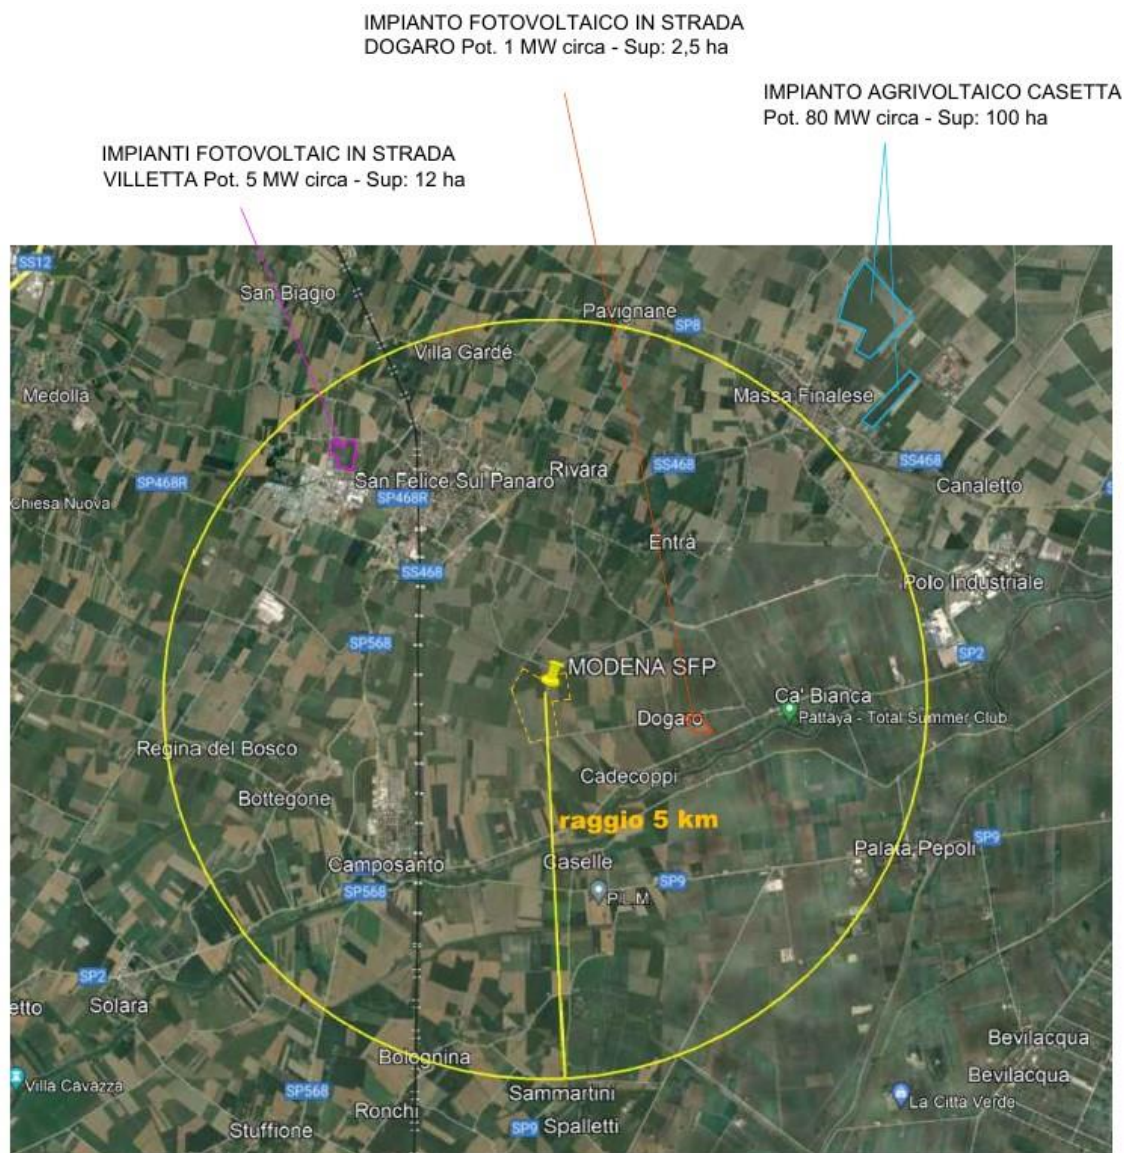 IMPIANTO FOTOVOLTAICO IN STRADA
DOGARO Pot. 1 MW circa - Sup: 2,5 ha
IMPIANTO AGRIVOLTAICO CASETTA
Pot. 80 MW circa - Sup: 100 ha
IMPIANTI FOTOVOLTAIC IN STRADA
VILLETTA Pot. 5 MW circa - Sup: 12 ha
SS12
San Biagio
Pavignane
SP8
Villa Gardé
Medolla
Massa Finalese
Rivara
SS468
SS468
San Felice Sul Panaro
SP468R
SP468R
Canaletto
Chiesa Nuova
Entrà
SS468
Polo Industriale
SP568
SP2
MODENA SFP
Ca' Bianca
Dogaro
Pattaya - Total Summer Club
Regina del Bosco
Cadecoppi
Bottegone
raggio 5 km
SP9
Palata Pepoli
Camposanto
Gaselle
SP568
SP9
P.L.M.
SP2
etto
Solara
Bevilacqua
Bolognina
Bevilacqua
Villa Cavazza
SP568
Sammartini
La Città Verde
Ronchi
Stuffione
SP9
Spalletti